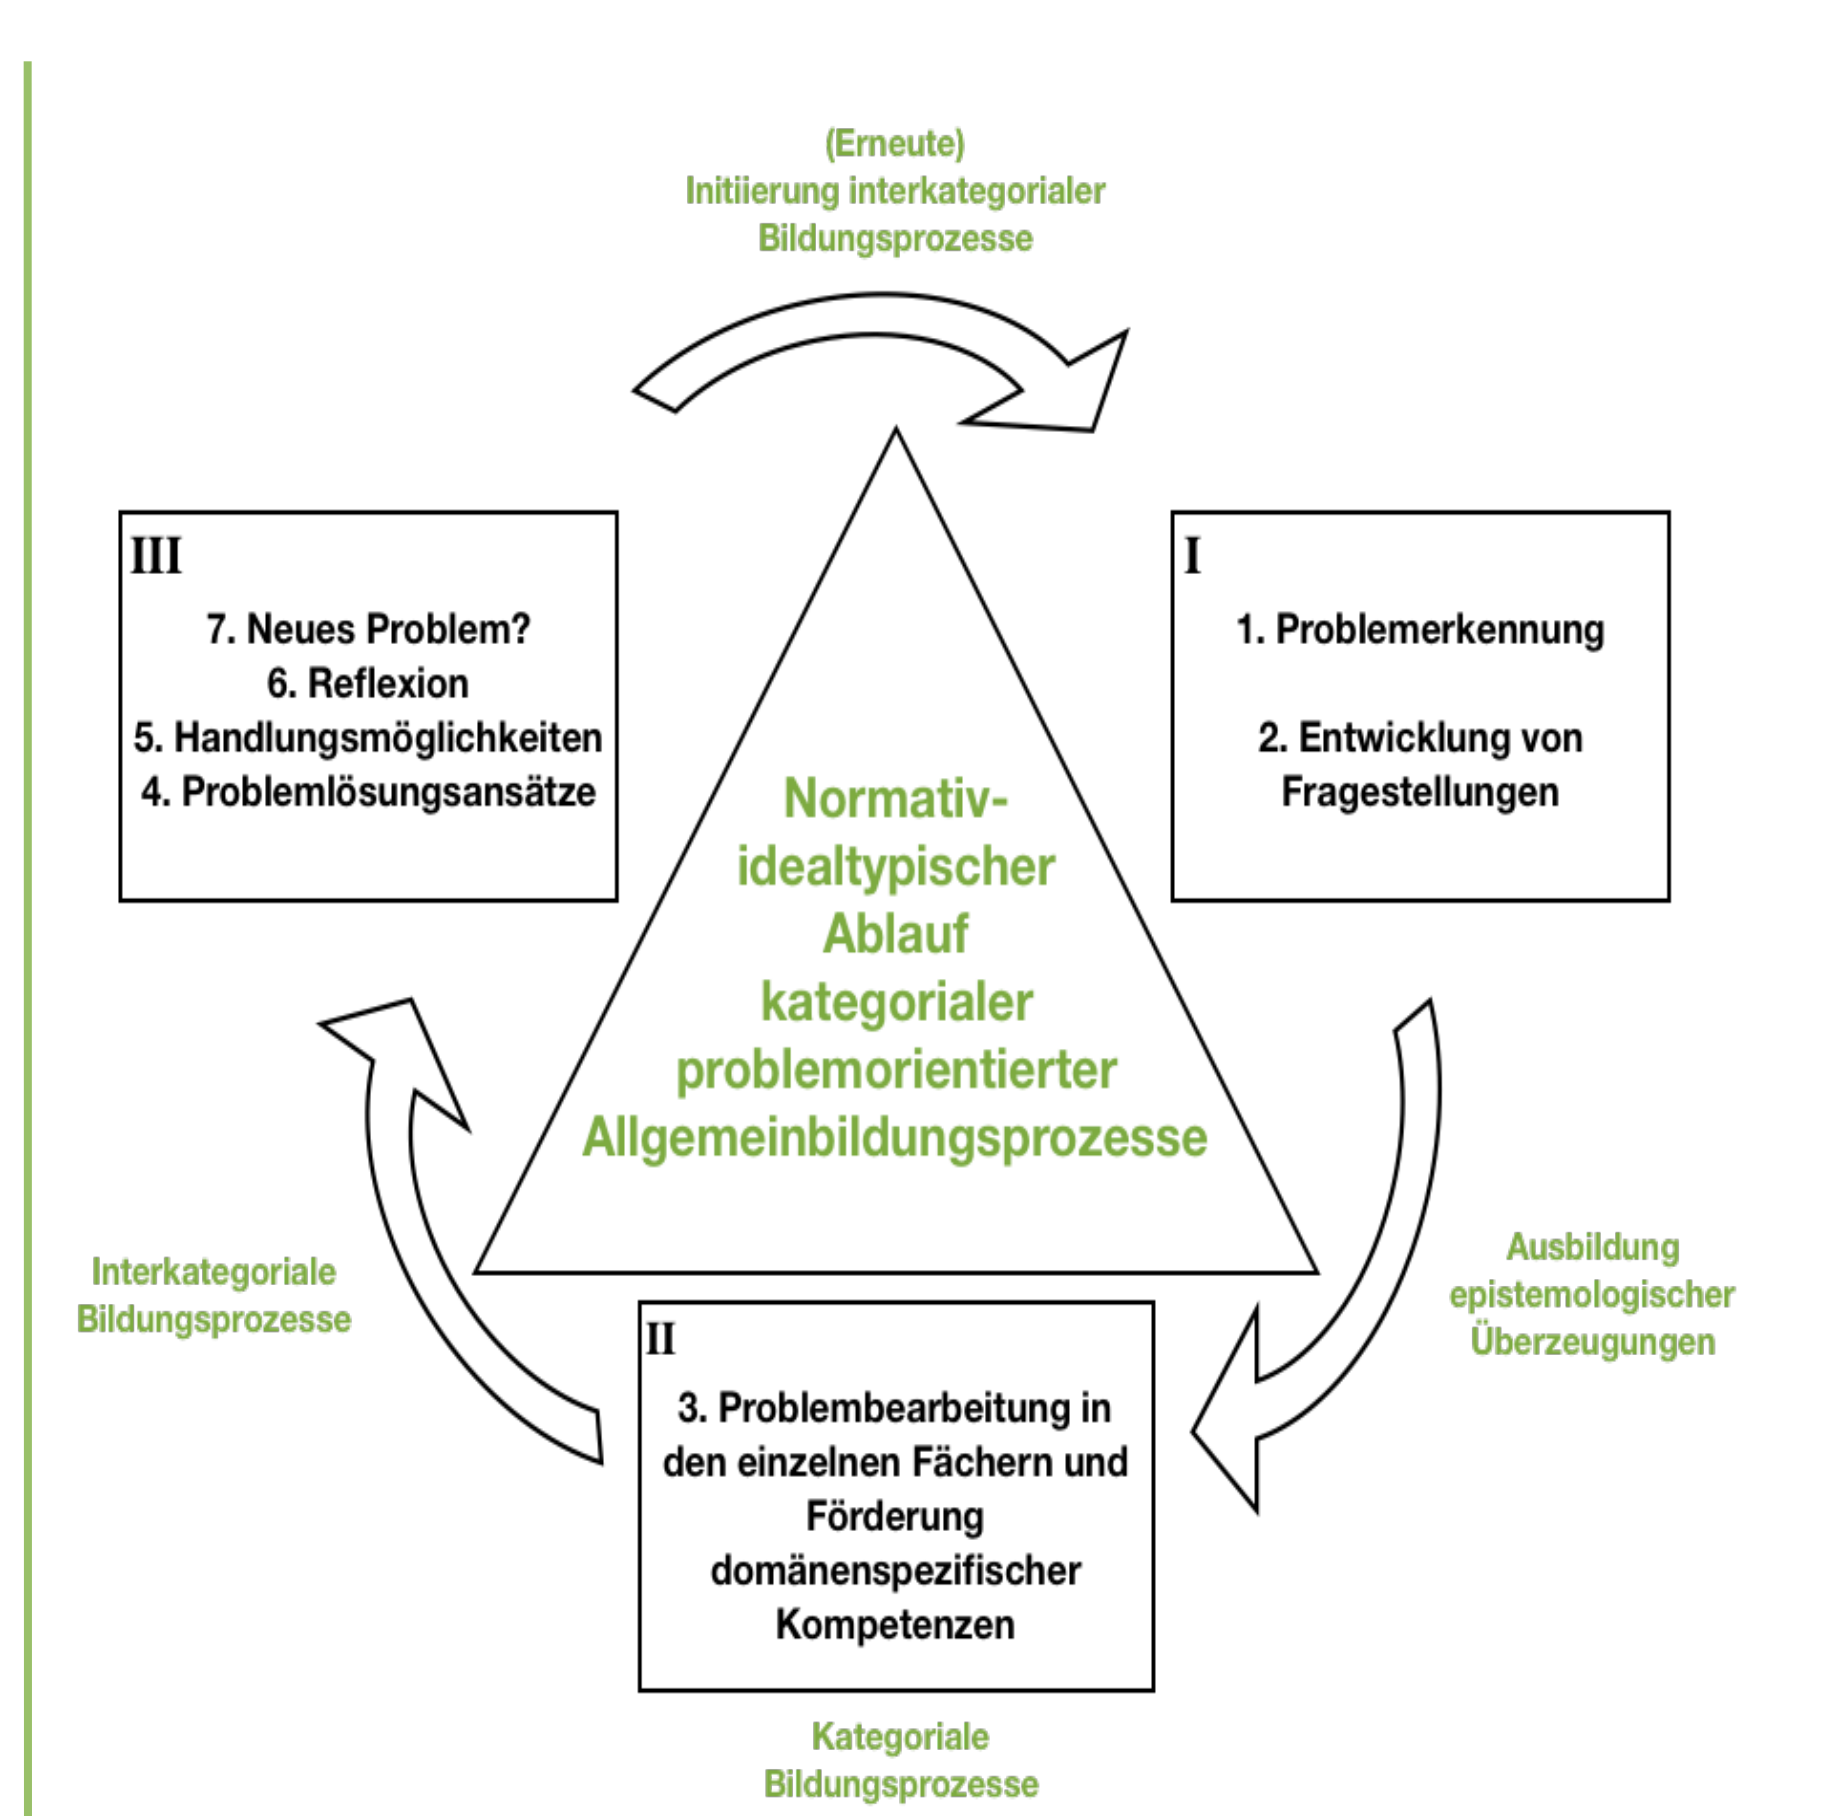 (Erneute)
Initiierung interkategorialer
Bildungsprozesse
III
7. Neues Problem?
6. Reflexion
5. Handlungsmöglichkeiten
4. Problemlösungsansätze
I
1. Problemerkennung
2. Entwicklung von
Fragestellungen
Normativ-
idealtypischer
Ablauf
kategorialer
problemorientierter
Allgemeinbildungsprozesse
Interkategoriale
Bildungsprozesse
Ausbildung
epistemologischer
Überzeugungen
II
3. Problembearbeitung in
den einzelnen Fächern und
Förderung
domänenspezifischer
Kompetenzen
Kategoriale
Bildungsprozesse